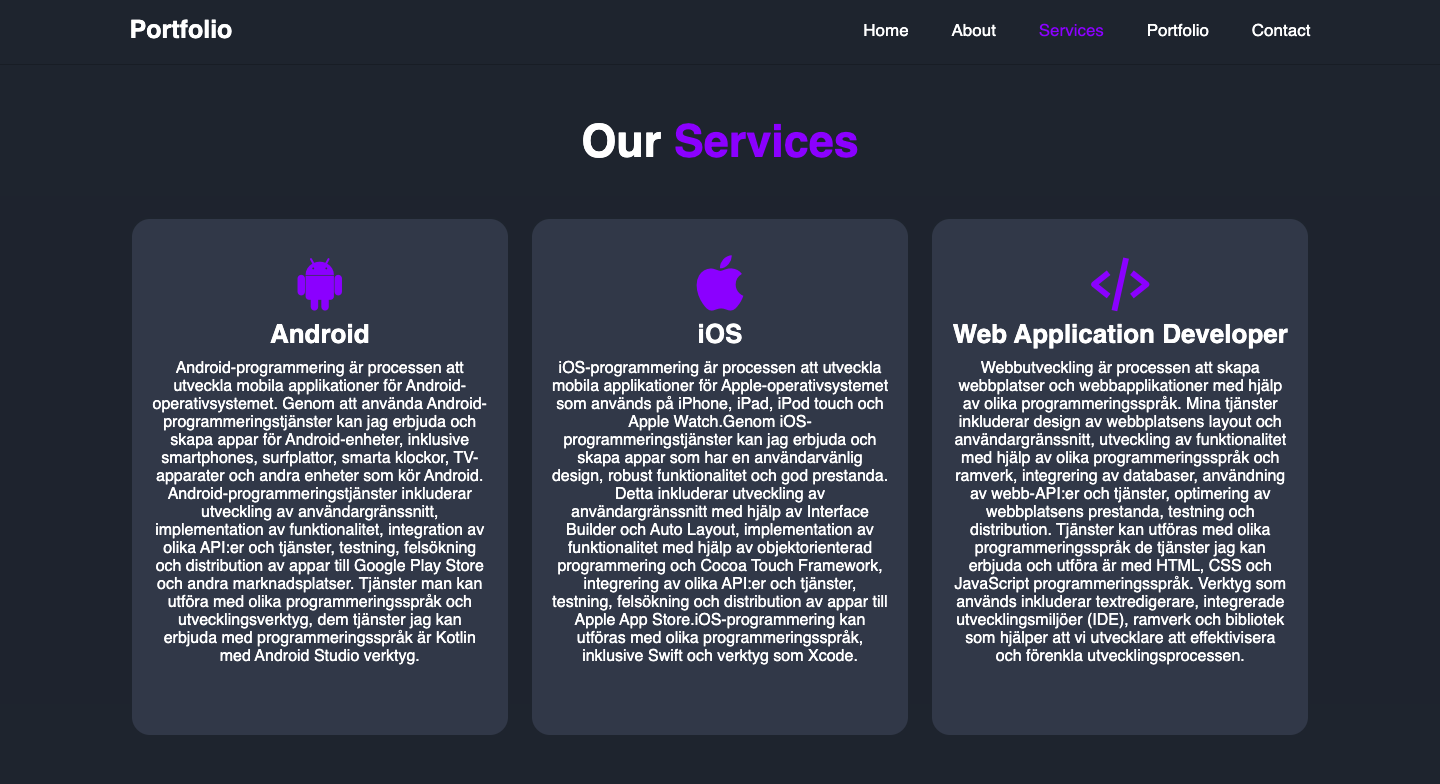 Portfolio
Home
About
Services
Portfolio
Contact
Our Services
Android
Android-programmering är processen att
utveckla mobila applikationer för Android-
operativsystemet. Genom att använda Android-
programmeringstjänster kan jag erbjuda och
skapa appar för Android-enheter, inklusive
smartphones, surfplattor, smarta klockor, TV-
apparater och andra enheter som kör Android.
Android-programmeringstjänster inkluderar
utveckling av användargränssnitt,
implementation av funktionalitet, integration av
olika API:er och tjänster, testning, felsökning
och distribution av appar till Google Play Store
och andra marknadsplatser. Tjänster man kan
utföra med olika programmeringsspråk och
utvecklingsverktyg, dem tjänster jag kan
erbjuda med programmeringsspråk är Kotlin
med Android Studio verktyg.
iOS
iOS-programmering är processen att utveckla
mobila applikationer för Apple-operativsystemet
som används på iPhone, iPad, iPod touch och
Apple Watch.Genom iOS-
programmeringstjänster kan jag erbjuda och
skapa appar som har en användarvänlig
design, robust funktionalitet och god prestanda.
Detta inkluderar utveckling av
användargränssnitt med hjälp av Interface
Builder och Auto Layout, implementation av
funktionalitet med hjälp av objektorienterad
programmering och Cocoa Touch Framework,
integrering av olika API:er och tjänster,
testning, felsökning och distribution av appar till
Apple App Store.iOS-programmering kan
utföras med olika programmeringsspråk,
inklusive Swift och verktyg som Xcode.
Web Application Developer
Webbutveckling är processen att skapa
webbplatser och webbapplikationer med hjälp
av olika programmeringsspråk. Mina tjänster
inkluderar design av webbplatsens layout och
användargränssnitt, utveckling av funktionalitet
med hjälp av olika programmeringsspråk och
ramverk, integrering av databaser, användning
av webb-API:er och tjänster, optimering av
webbplatsens prestanda, testning och
distribution. Tjänster kan utföras med olika
programmeringsspråk de tjänster jag kan
erbjuda och utföra är med HTML, CSS och
JavaScript programmeringsspråk. Verktyg som
används inkluderar textredigerare, integrerade
utvecklingsmiljöer (IDE), ramverk och bibliotek
som hjälper att vi utvecklare att effektivisera
och förenkla utvecklingsprocessen.